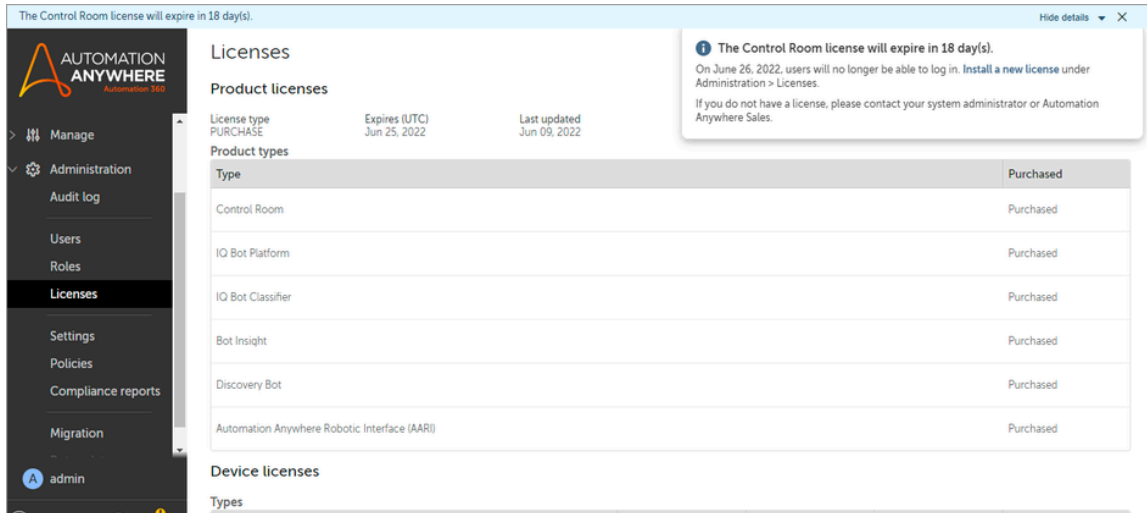 The Control Room license will expire in 18 day(s).
Hide details
AUTOMATION
ANYWHERE
Automation 360
Manage
Administration
Audit log
Users
Roles
Licenses
Settings
Policies
Compliance reports
Migration
A admin
Licenses
Product licenses
License type Expires (UTC) Last updated
PURCHASE Jun 25, 2022 Jun 09, 2022
Product types
Type Purchased
Control Room Purchased
IQ Bot Platform Purchased
IQ Bot Classifier Purchased
Bot Insight Purchased
Discovery Bot Purchased
Automation Anywhere Robotic Interface (AARI) Purchased
Device licenses
Types
The Control Room license will expire in 18 day(s).
On June 26, 2022, users will no longer be able to log in. Install a new license under
Administration > Licenses.
If you do not have a license, please contact your system administrator or Automation
Anywhere Sales.